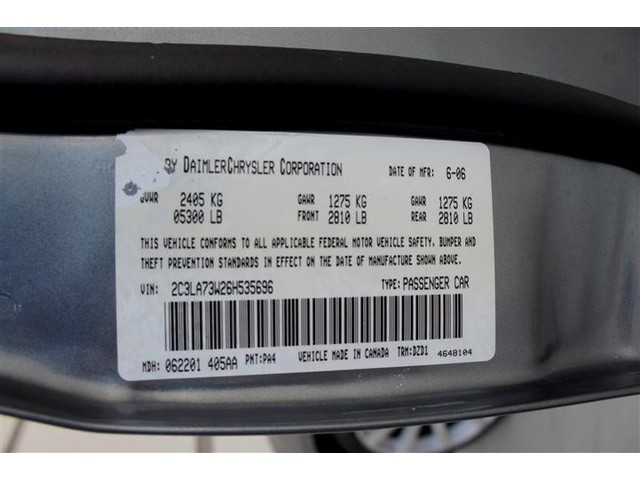 BY DAIMLERCHRYSLER CORPORATION DATE OF MFR: 6-06
GVWR 2405 KG GAWR 1275 KG GAWR 1275 KG
05300 LB FRONT 2810 LB REAR 2810 LB
THIS VEHICLE CONFORMS TO ALL APPLICABLE FEDERAL MOTOR VEHICLE SAFETY, BUMPER AND
THEFT PREVENTION STANDARDS IN EFFECT ON THE DATE OF MANUFACTURE SHOWN ABOVE.
VIN: 2C3LA73W26H535696 TYPE: PASSENGER CAR
MDH: 062201 405AA PNT: PA4 VEHICLE MADE IN CANADA TRM: DZD1 4648104